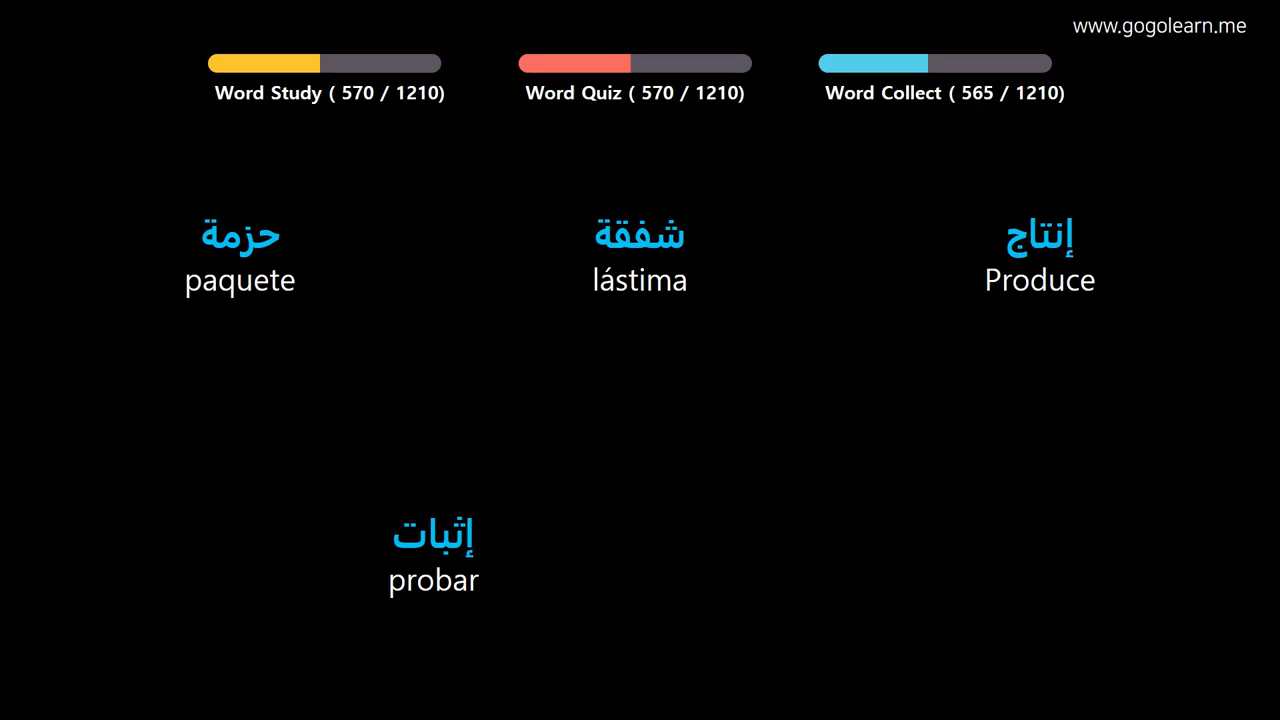 www.gogolearn.me
Word Study ( 570 / 1210)
Word Quiz ( 570 / 1210)
Word Collect ( 565 / 1210)
حزمة
paquete
شفقة
lástima
إنتاج
Produce
إثبات
probar